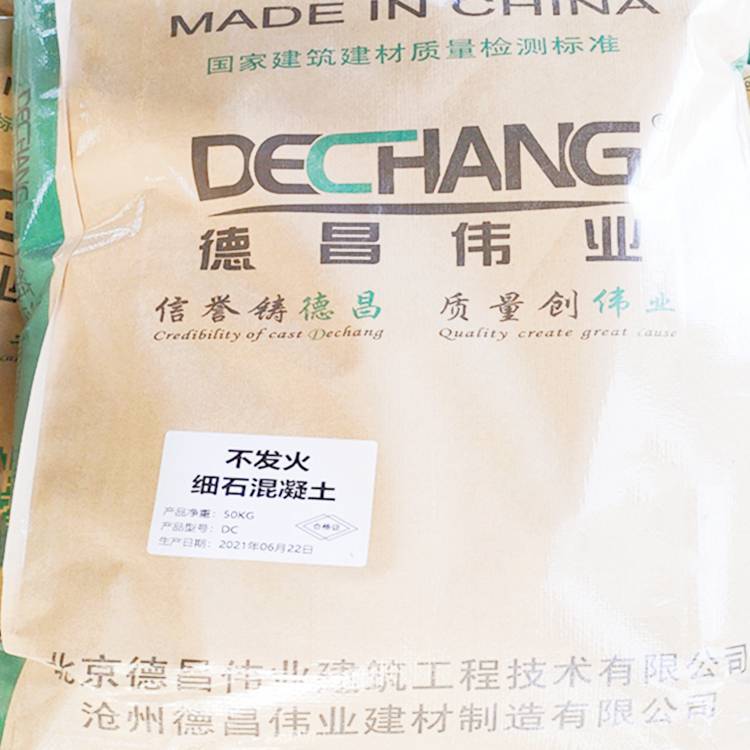 MADE IN CHINA
国家建筑建材质量检测标准
DECHANG®
德昌伟业
信誉铸德昌 质量创伟业
Credibility of cast Dechang Quality create great cause
不发火
细石混凝土
产品净重：50KG
产品型号：DC
合格证
生产日期：2021年06月22日
北京德昌伟业建筑工程技术有限公司
沧州德昌伟业建材制造有限公司
DECHANG